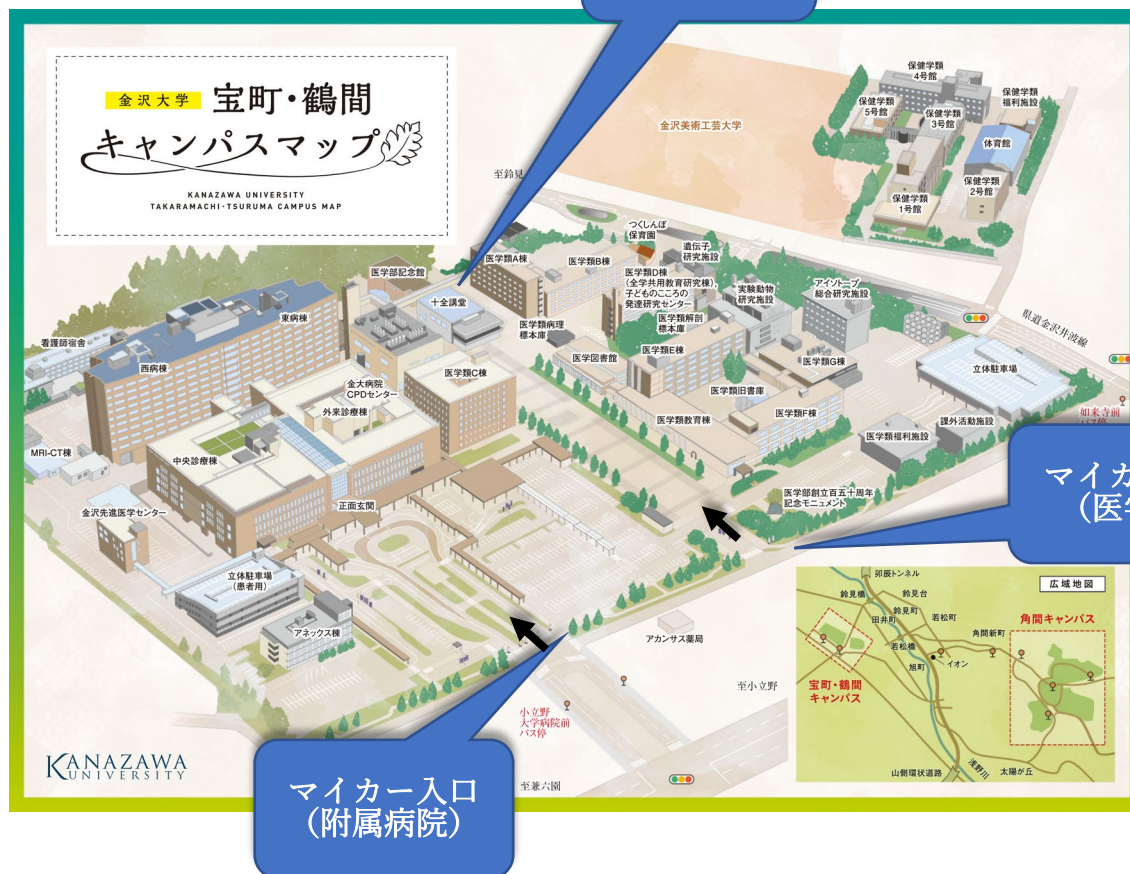 金沢大学 宝町・鶴間
キャンパスマップ
KANAZAWA UNIVERSITY
TAKARAMACHI・TSURUMA CAMPUS MAP
金沢美術工芸大学
保健学類
4号館
保健学類
5号館
保健学類
3号館
保健学類
福利施設
体育館
保健学類
2号館
保健学類
1号館
至鈴見
つくしんぼ
保育園
遺伝子
研究施設
医学類A棟
医学類B棟
医学類D棟
(全学共用教育研究棟),
子どものこころの
発達研究センター
実験動物
研究施設
アイソトープ
総合研究施設
医学部記念館
十全講堂
医学類病理
標本庫
医学類解剖
標本庫
県道金沢井波線
東病棟
看護師宿舎
西病棟
医学図書館
医学類E棟
医学類G棟
立体駐車場
金大病院
CPDセンター
医学類C棟
医学類旧書庫
外来診療棟
医学類教育棟
医学類F棟
如来寺前
バス停
課外活動施設
医学類福利施設
MRI-CT棟
中央診療棟
正面玄関
医学部創立百五十周年
記念モニュメント
金沢先進医学センター
立体駐車場
(患者用)
アネックス棟
アカンサス薬局
至小立野
小立野
大学病院前
バス停
至兼六園
マイカ
(医学
マイカー入口
(附属病院)
広域地図
卯辰トンネル
鈴見橋
鈴見台
鈴見町
田井町
若松町
若松橋
角間新町
角間キャンパス
旭町
イオン
宝町・鶴間
キャンパス
浅野川
山側環状道路
太陽が丘
KANAZAWA
UNIVERSITY